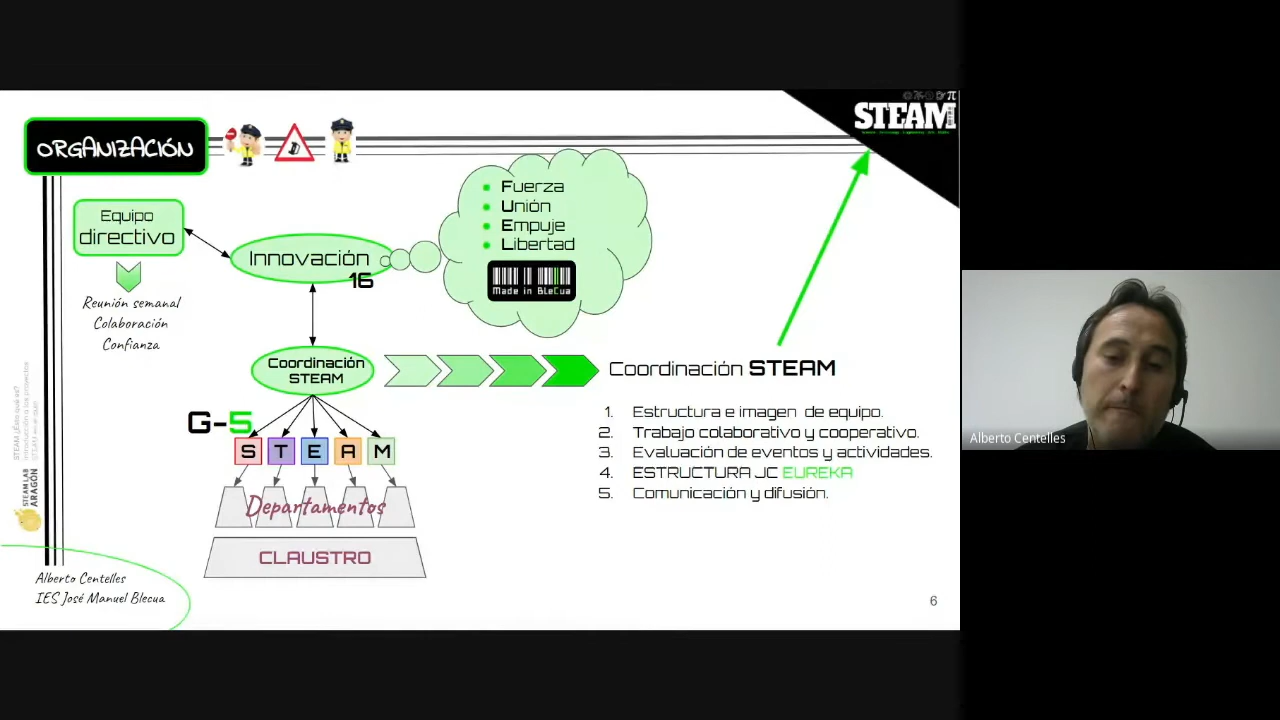 ORGANIZACIÓN
STEAM
Equipo
directivo
Reunión semanal
Colaboración
Confianza
Innovación
16
Fuerza
Unión
Empuje
Libertad
Made in BleCua
Coordinación
STEAM
Coordinación STEAM
G-5
S T E A M
Departamentos
CLAUSTRO
1. Estructura e imagen de equipo.
2. Trabajo colaborativo y cooperativo.
3. Evaluación de eventos y actividades.
4. ESTRUCTURA JC EUREKA
5. Comunicación y difusión.
STEAM LAB
ARAGÓN
Alberto Centelles
IES José Manuel Blecua
6
Alberto Centelles